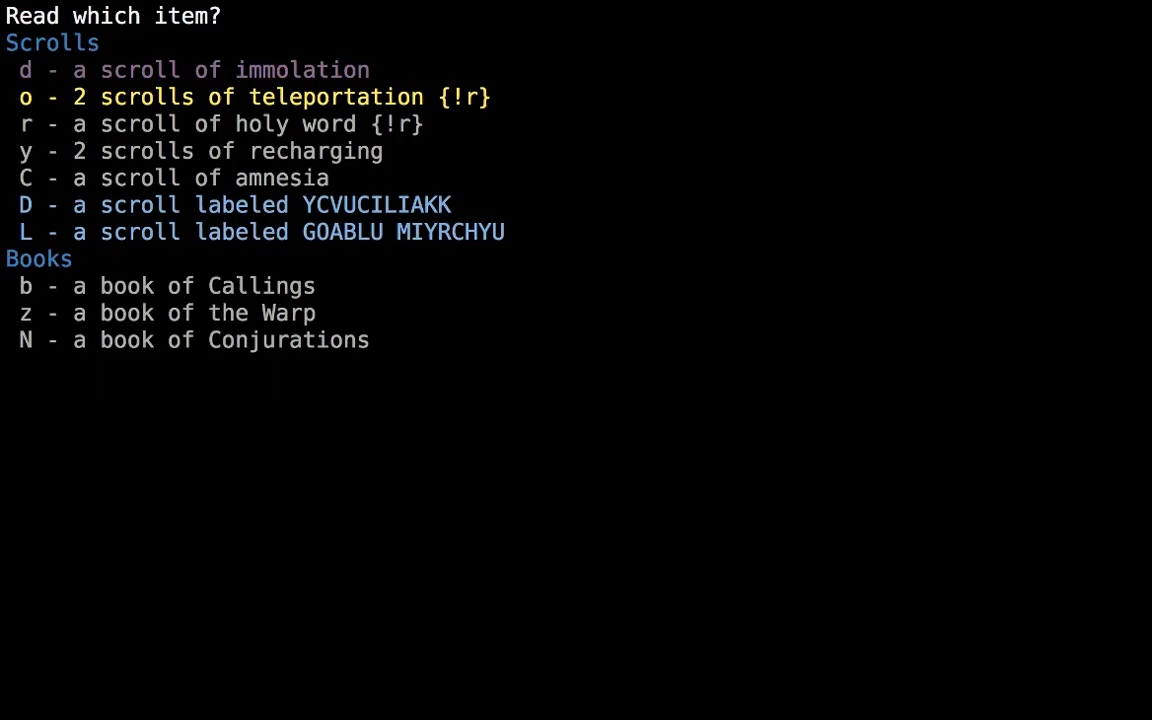 Read which item?
Scrolls
d - a scroll of immolation
o - 2 scrolls of teleportation {!r}
r - a scroll of holy word {!r}
y - 2 scrolls of recharging
C - a scroll of amnesia
D - a scroll labeled YCVUCILIAKK
L - a scroll labeled GOABLU MIYRCHYU
Books
b - a book of Callings
z - a book of the Warp
N - a book of Conjurations